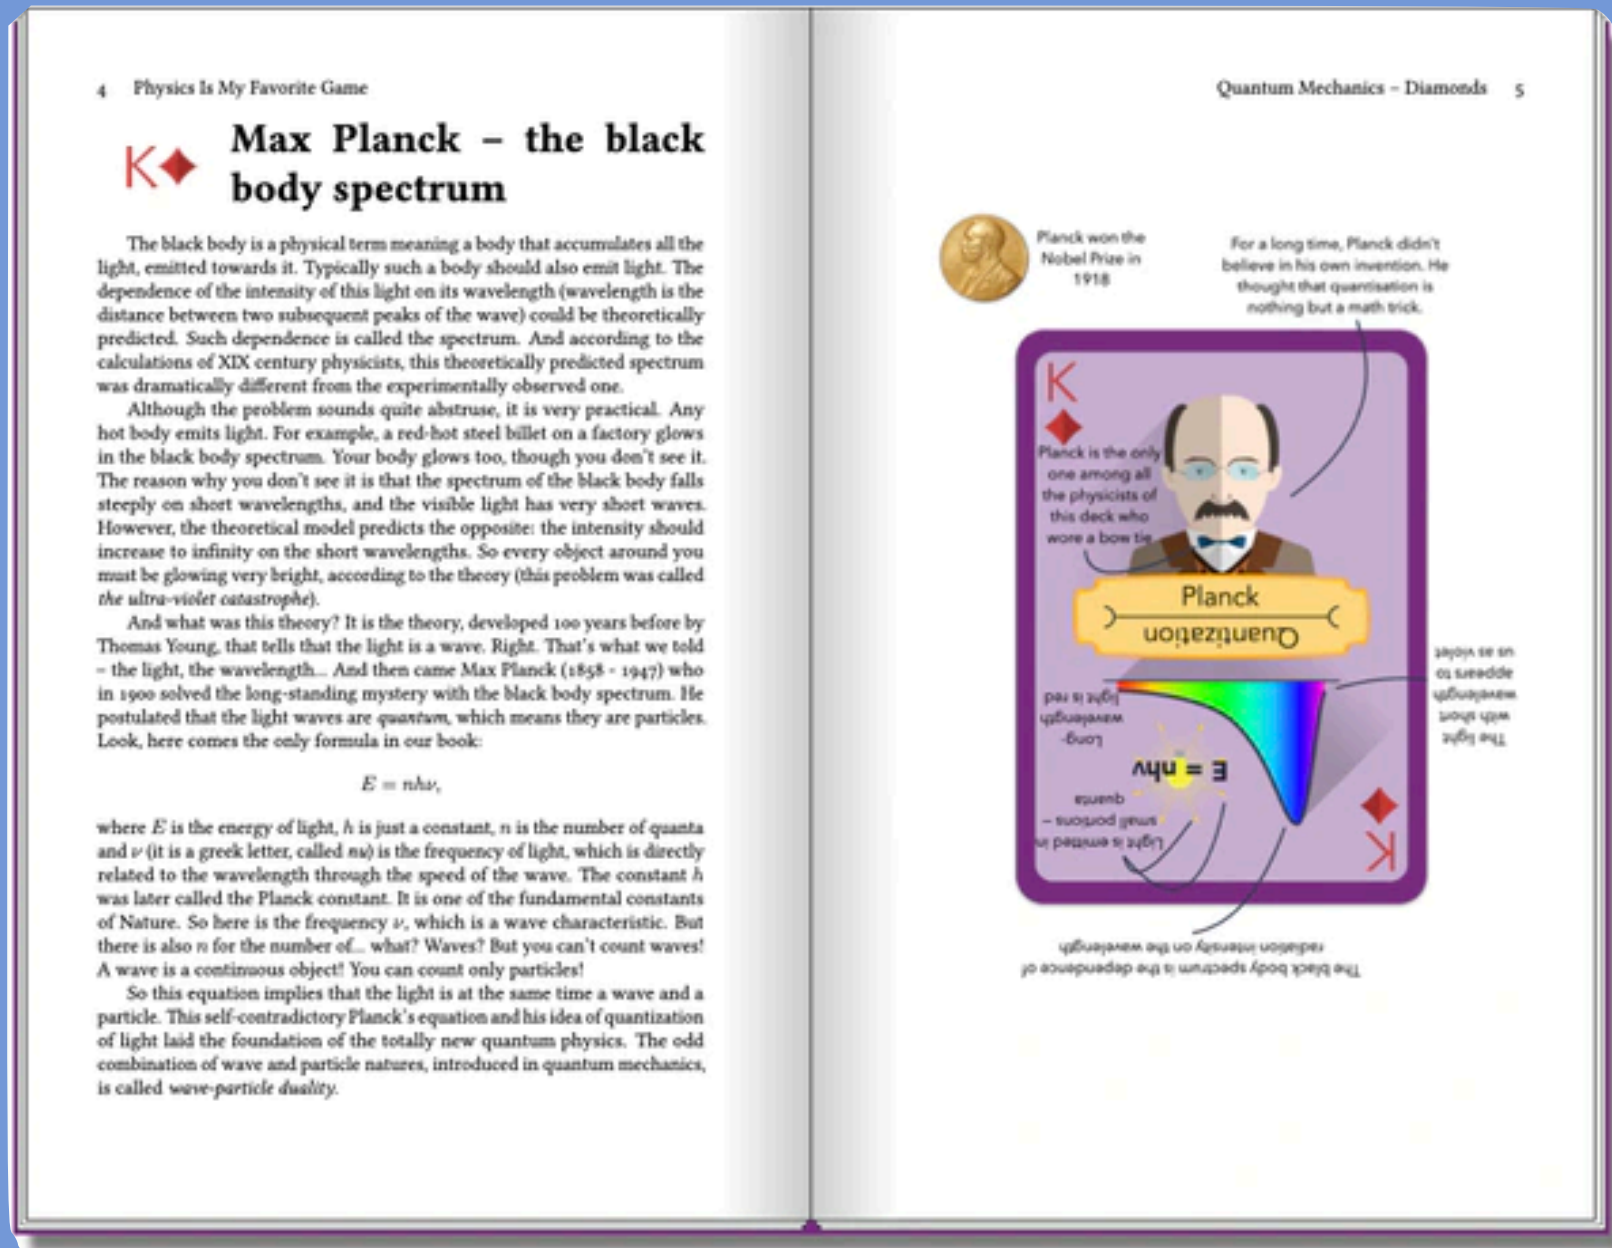 4 Physics Is My Favorite Game
K
Max Planck – the black
body spectrum
The black body is a physical term meaning a body that accumulates all the
light, emitted towards it. Typically such a body should also emit light. The
dependence of the intensity of this light on its wavelength (wavelength is the
distance between two subsequent peaks of the wave) could be theoretically
predicted. Such dependence is called the spectrum. And according to the
calculations of XIX century physicists, this theoretically predicted spectrum
was dramatically different from the experimentally observed one.
Although the problem sounds quite abstruse, it is very practical. Any
hot body emits light. For example, a red-hot steel billet on a factory glows
in the black body spectrum. Your body glows too, though you don't see it.
The reason why you don't see it is that the spectrum of the black body falls
steeply on short wavelengths, and the visible light has very short waves.
However, the theoretical model predicts the opposite: the intensity should
increase to infinity on the short wavelengths. So every object around you
must be glowing very bright, according to the theory (this problem was called
the ultra-violet catastrophe).
And what was this theory? It is the theory, developed 100 years before by
Thomas Young, that tells that the light is a wave. Right. That's what we told
– the light, the wavelength... And then came Max Planck (1858 - 1947) who
in 1900 solved the long-standing mystery with the black body spectrum. He
postulated that the light waves are quantum, which means they are particles.
Look, here comes the only formula in our book:
E = nhν,
where E is the energy of light, h is just a constant, n is the number of quanta
and ν (it is a greek letter, called nu) is the frequency of light, which is directly
related to the wavelength through the speed of the wave. The constant h
was later called the Planck constant. It is one of the fundamental constants
of Nature. So here is the frequency ν, which is a wave characteristic. But
there is also n for the number of... what? Waves? But you can't count waves!
A wave is a continuous object! You can count only particles!
So this equation implies that the light is at the same time a wave and a
particle. This self-contradictory Planck's equation and his idea of quantization
of light laid the foundation of the totally new quantum physics. The odd
combination of wave and particle natures, introduced in quantum mechanics,
is called wave-particle duality.
Quantum Mechanics – Diamonds 5
Planck won the
Nobel Prize in
1918
For a long time, Planck didn't
believe in his own invention. He
thought that quantisation is
nothing but a math trick.
K
Planck is the only
one among all
the physicists of
this deck who
wore a bow tie
Planck
Quantization
The light
with short
wavelength
appears to
us as violet
Long-
wavelength
light is red
E = nhν
Light is emitted in
small portions –
quanta
K
The black body spectrum is the dependence of
radiation intensity on the wavelength